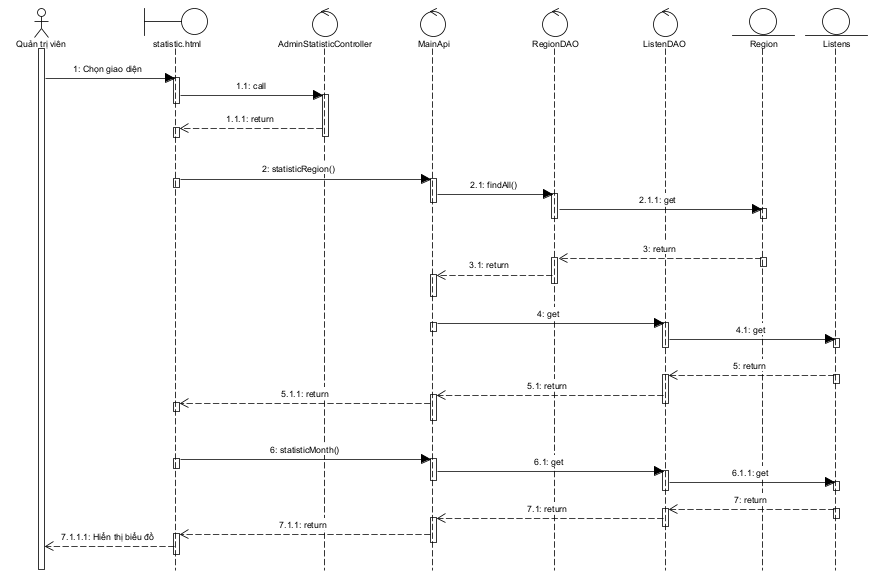 Quản trị viên
statistic.html
AdminStatisticController
MainApi
RegionDAO
ListenDAO
Region
Listens
1: Chọn giao diện
1.1: call
1.1.1: return
2: statisticRegion()
2.1: findAll()
2.1.1: get
3: return
3.1: return
4: get
4.1: get
5: return
5.1: return
5.1.1: return
6: statisticMonth()
6.1: get
6.1.1: get
7: return
7.1: return
7.1.1: return
7.1.1.1: Hiển thị biểu đồ